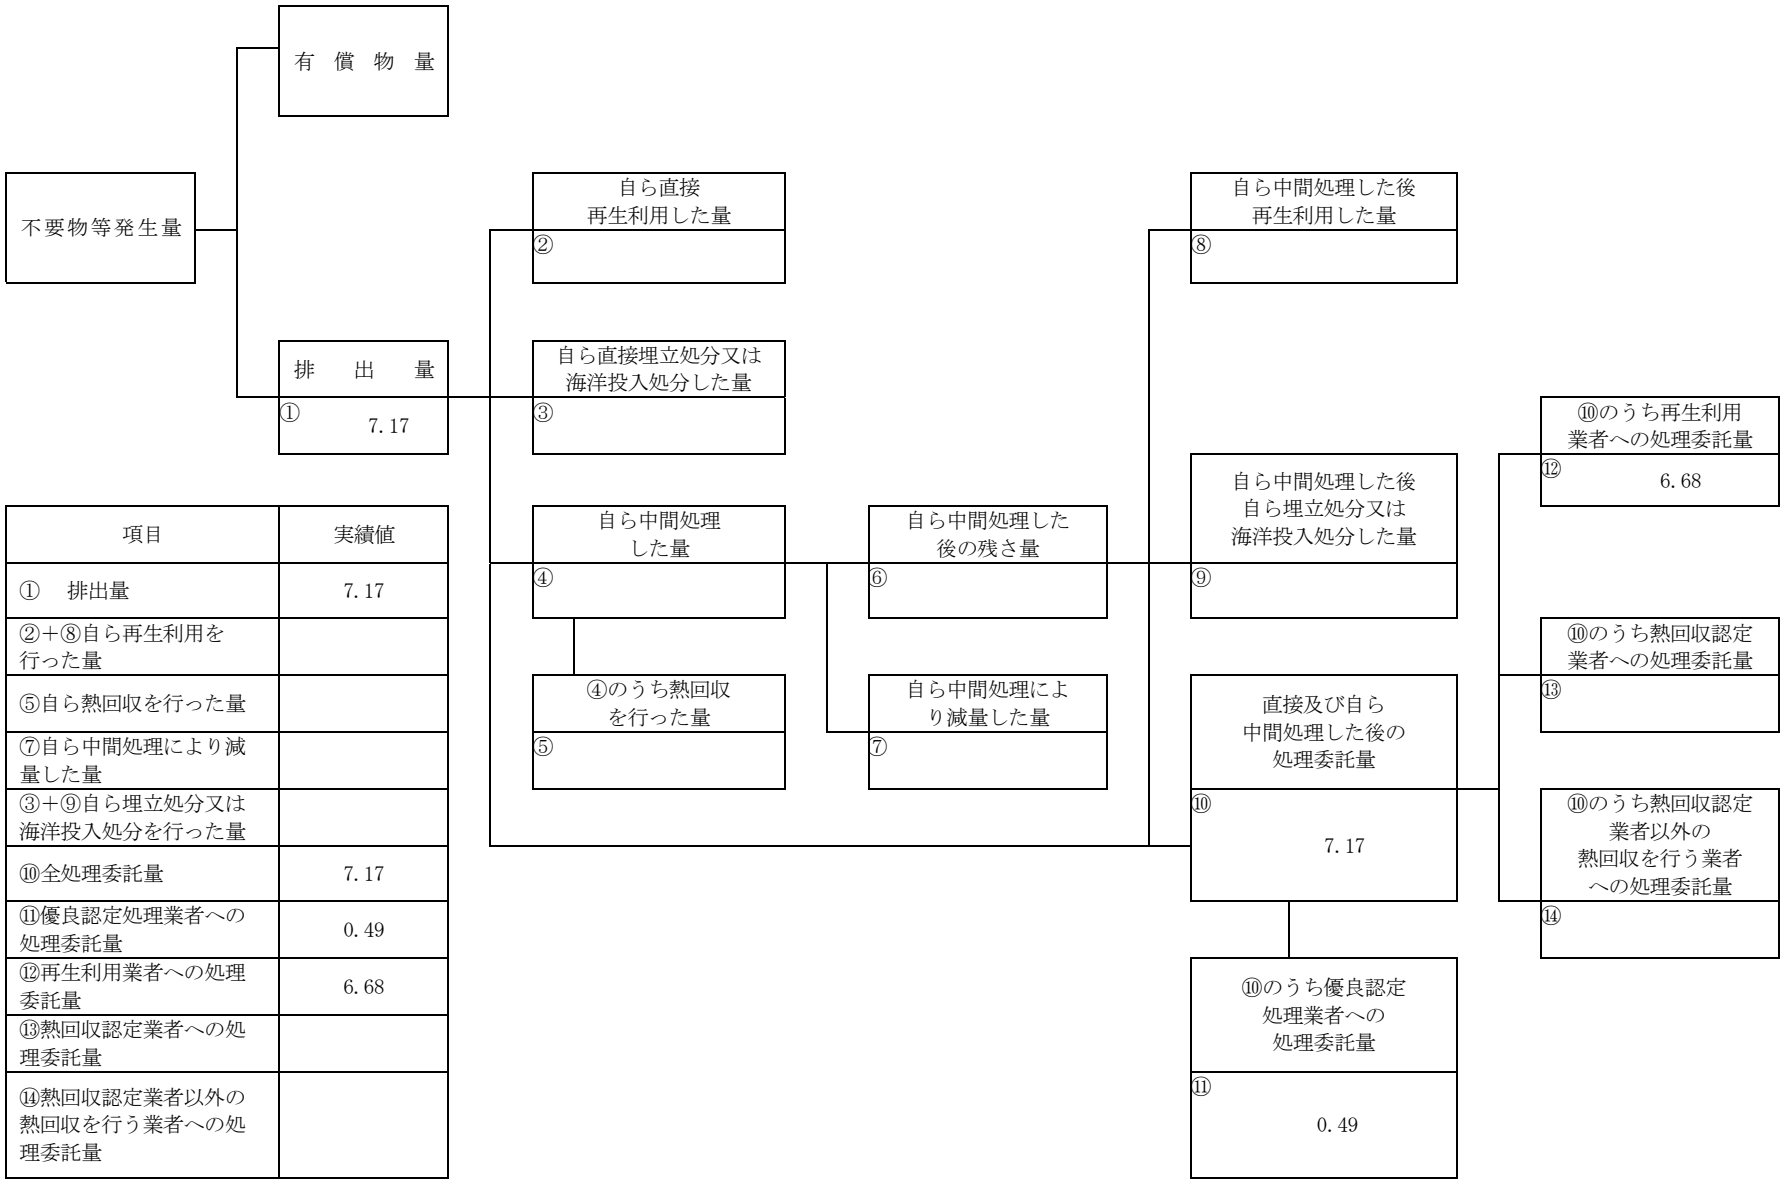 有償物量
不要物等発生量
排出量
① 7.17
自ら直接
再生利用した量
②
自ら直接埋立処分又は
海洋投入処分した量
③
自ら中間処理
した量
④
④のうち熱回収
を行った量
⑤
自ら中間処理した
後の残さ量
⑥
自ら中間処理によ
り減量した量
⑦
自ら中間処理した後
再生利用した量
⑧
自ら中間処理した後
自ら埋立処分又は
海洋投入処分した量
⑨
直接及び自ら
中間処理した後の
処理委託量
⑩
7.17
⑩のうち優良認定
処理業者への
処理委託量
⑪
0.49
⑩のうち再生利用
業者への処理委託量
⑫ 6.68
⑩のうち熱回収認定
業者への処理委託量
⑬
⑩のうち熱回収認定
業者以外の
熱回収を行う業者
への処理委託量
⑭
項目 実績値
① 排出量 7.17
②+⑧自ら再生利用を
行った量
⑤自ら熱回収を行った量
⑦自ら中間処理により減
量した量
③+⑨自ら埋立処分又は
海洋投入処分を行った量
⑩全処理委託量 7.17
⑪優良認定処理業者への
処理委託量 0.49
⑫再生利用業者への処理
委託量 6.68
⑬熱回収認定業者への処
理委託量
⑭熱回収認定業者以外の
熱回収を行う業者への処
理委託量